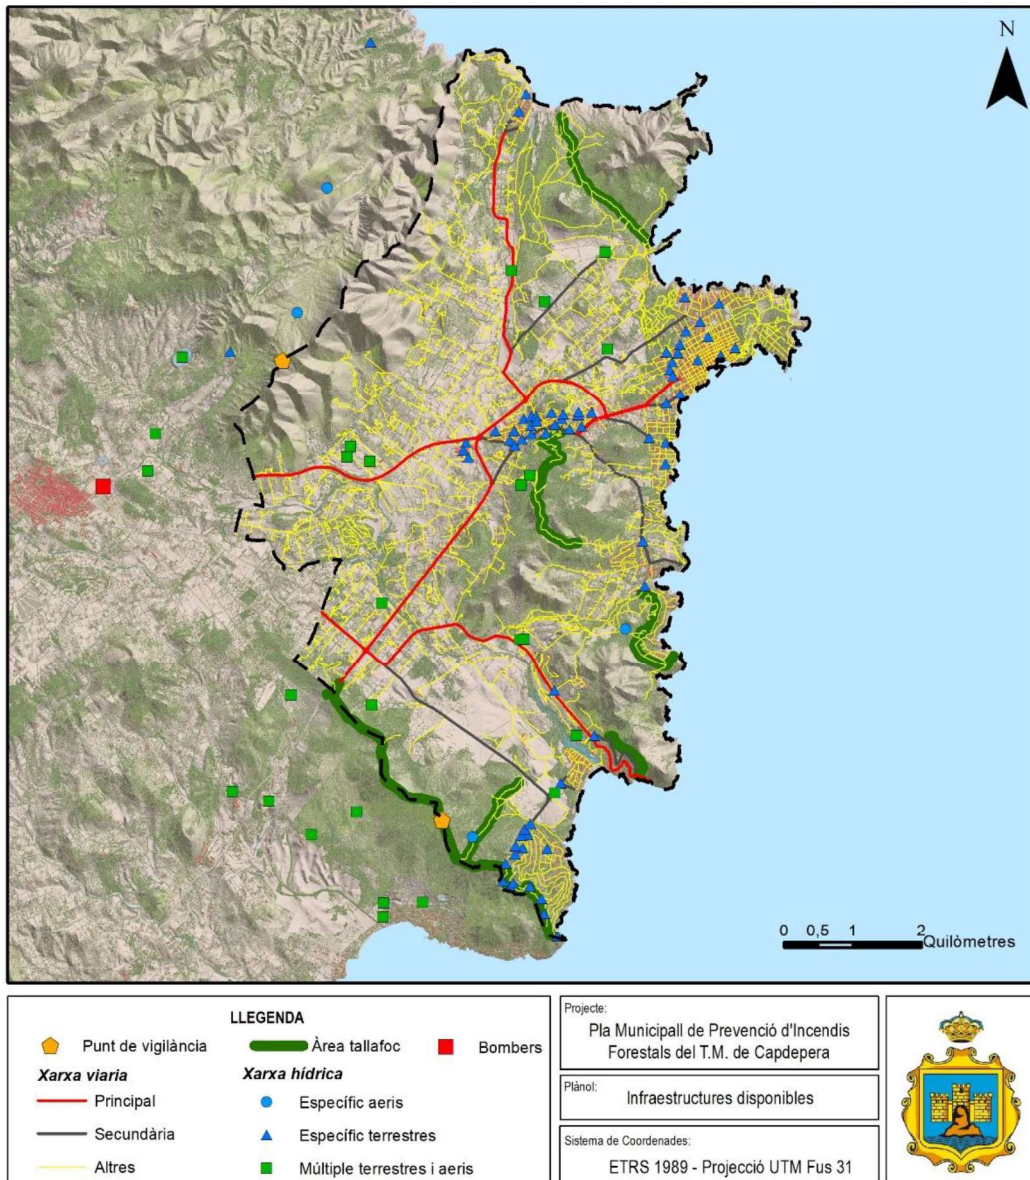 N
0 0,5 1 2
Quilòmetres
LLEGENDA
Punt de vigilància
Àrea tallafoc
Bombers
Xarxa viaria
Xarxa hídrica
Principal
Específic aeris
Secundària
Específic terrestres
Altres
Múltiple terrestres i aeris
Projecte:
Pla Municipall de Prevenció d'Incendis
Forestals del T.M. de Capdepera
Plànol:
Infraestructures disponibles
Sistema de Coordenades:
ETRS 1989 - Projecció UTM Fus 31